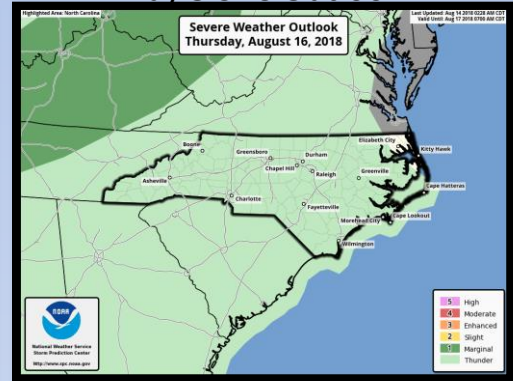 Highlighted Area: North Carolina
Severe Weather Outlook
Thursday, August 16, 2018
Last Updated: Aug 14 2018 0228 AM CDT
Valid Until: Aug 17 2018 0700 AM CDT
Elizabeth City
Kitty Hawk
Boone
Greensboro
Durham
Chapel Hill
Raleigh
Greenville
Asheville
Cape Hatteras
Charlotte
Fayetteville
Morehead City
Cape Lookout
Wilmington
NOAA
National Weather Service
Storm Prediction Center
http://www.spc.noaa.gov
5 High
4 Moderate
3 Enhanced
2 Slight
1 Marginal
Thunder